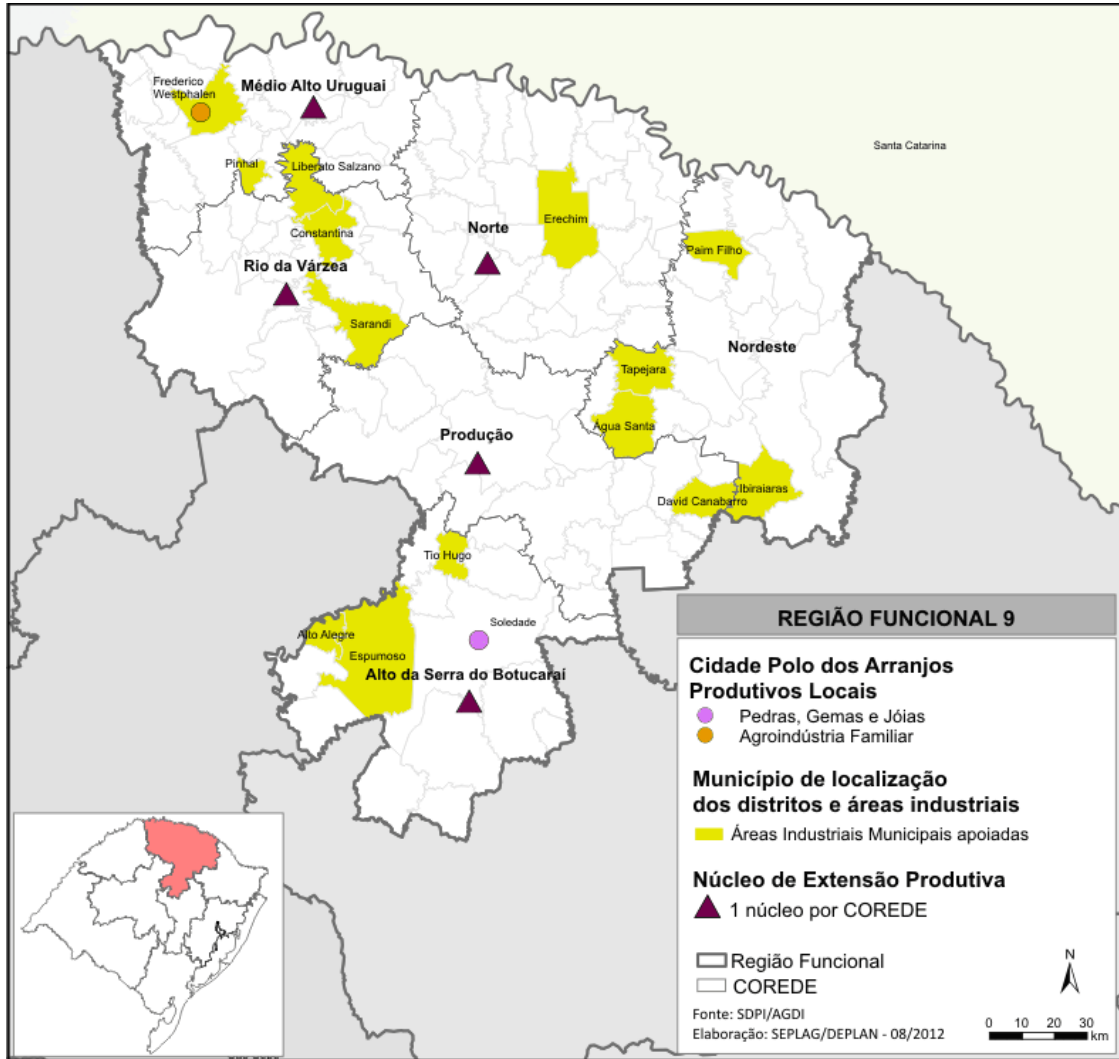 Frederico
Westphalen
Médio Alto Uruguai
Santa Catarina
Pinhal
Liberato Salzano
Erechim
Constantina
Norte
Paim Filho
Rio da Várzea
Sarandi
Nordeste
Tapejara
Água Santa
Produção
Ibiraiaras
David Canabarro
Tio Hugo
Soledade
Alto Alegre
Espumoso
Alto da Serra do Botucaraí
REGIÃO FUNCIONAL 9
Cidade Polo dos Arranjos
Produtivos Locais
Pedras, Gemas e Jóias
Agroindústria Familiar
Município de localização
dos distritos e áreas industriais
Áreas Industriais Municipais apoiadas
Núcleo de Extensão Produtiva
1 núcleo por COREDE
Região Funcional
COREDE
N
Fonte: SDPI/AGDI
Elaboração: SEPLAG/DEPLAN - 08/2012
0 10 20 30
km